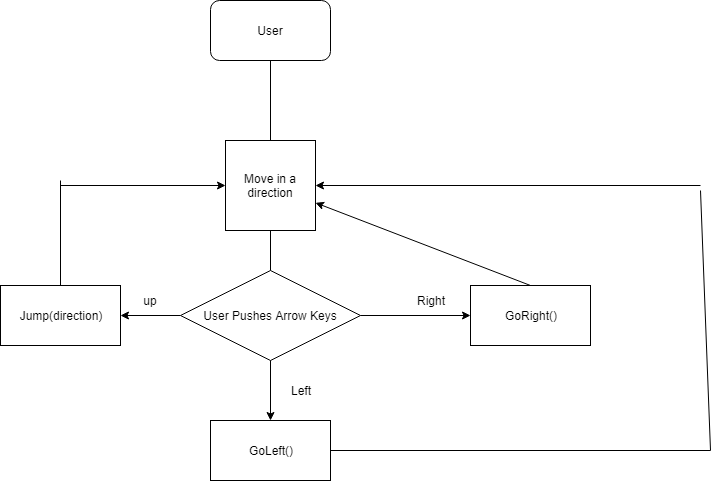 User
Move in a
direction
up
Right
Jump(direction)
User Pushes Arrow Keys
GoRight()
Left
GoLeft()